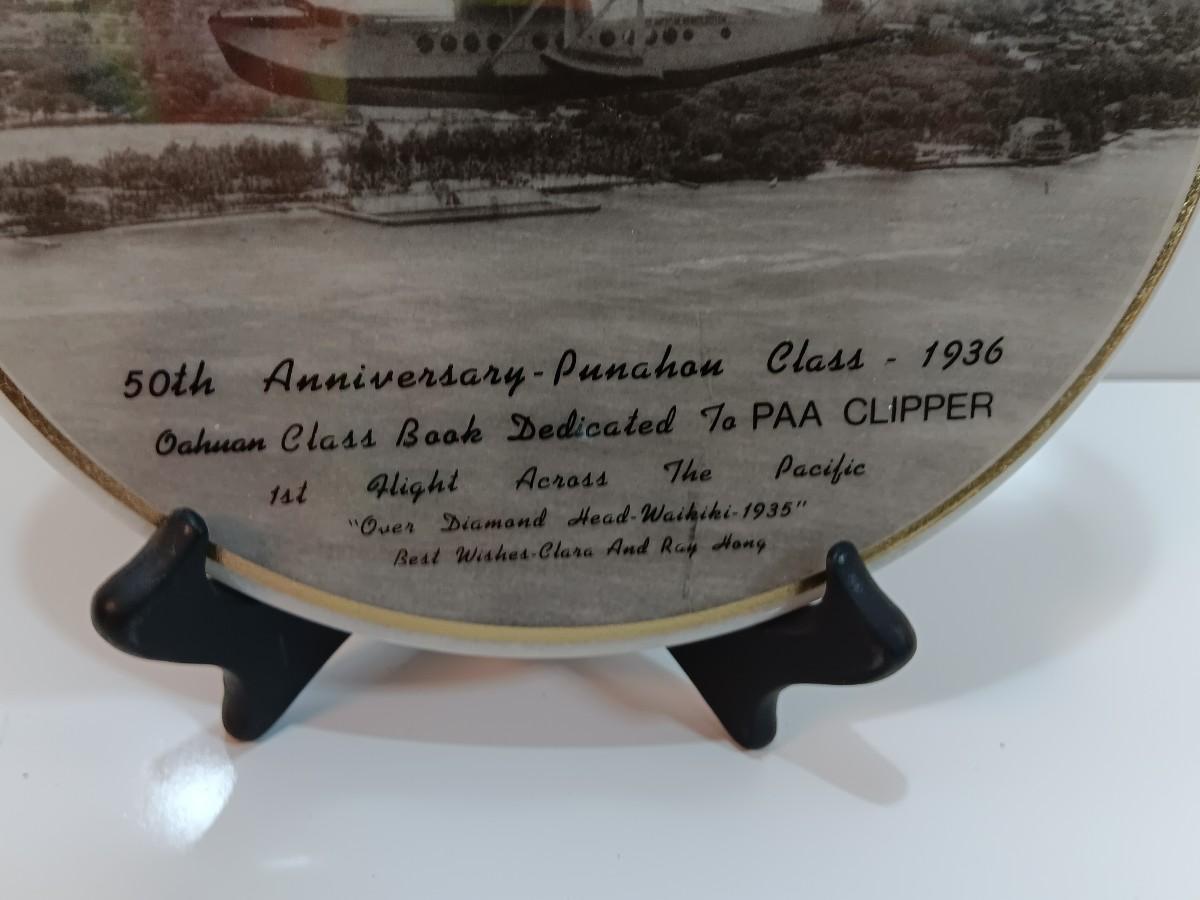 50th Anniversary-Punahou Class - 1936
Oahuan Class Book Dedicated To PAA CLIPPER
1st Flight Across The Pacific
"Over Diamond Head-Waikiki-1935"
Best Wishes-Clara And Ray Hong